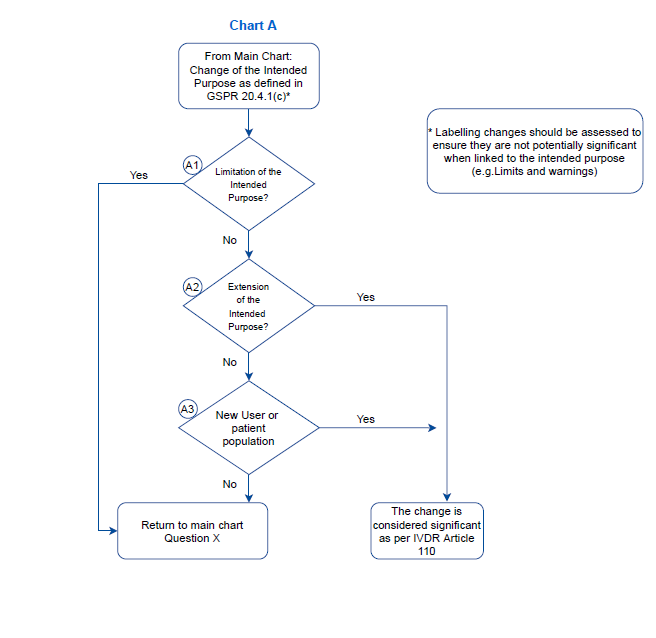 Chart A
From Main Chart:
Change of the Intended
Purpose as defined in
GSPR 20.4.1(c)*
* Labelling changes should be assessed to
ensure they are not potentially significant
when linked to the intended purpose
(e.g.Limits and warnings)
A1
Limitation of the
Intended
Purpose?
Yes
No
A2
Extension
of the
Intended
Purpose?
Yes
No
A3
New User or
patient
population
Yes
No
Return to main chart
Question X
The change is
considered significant
as per IVDR Article
110